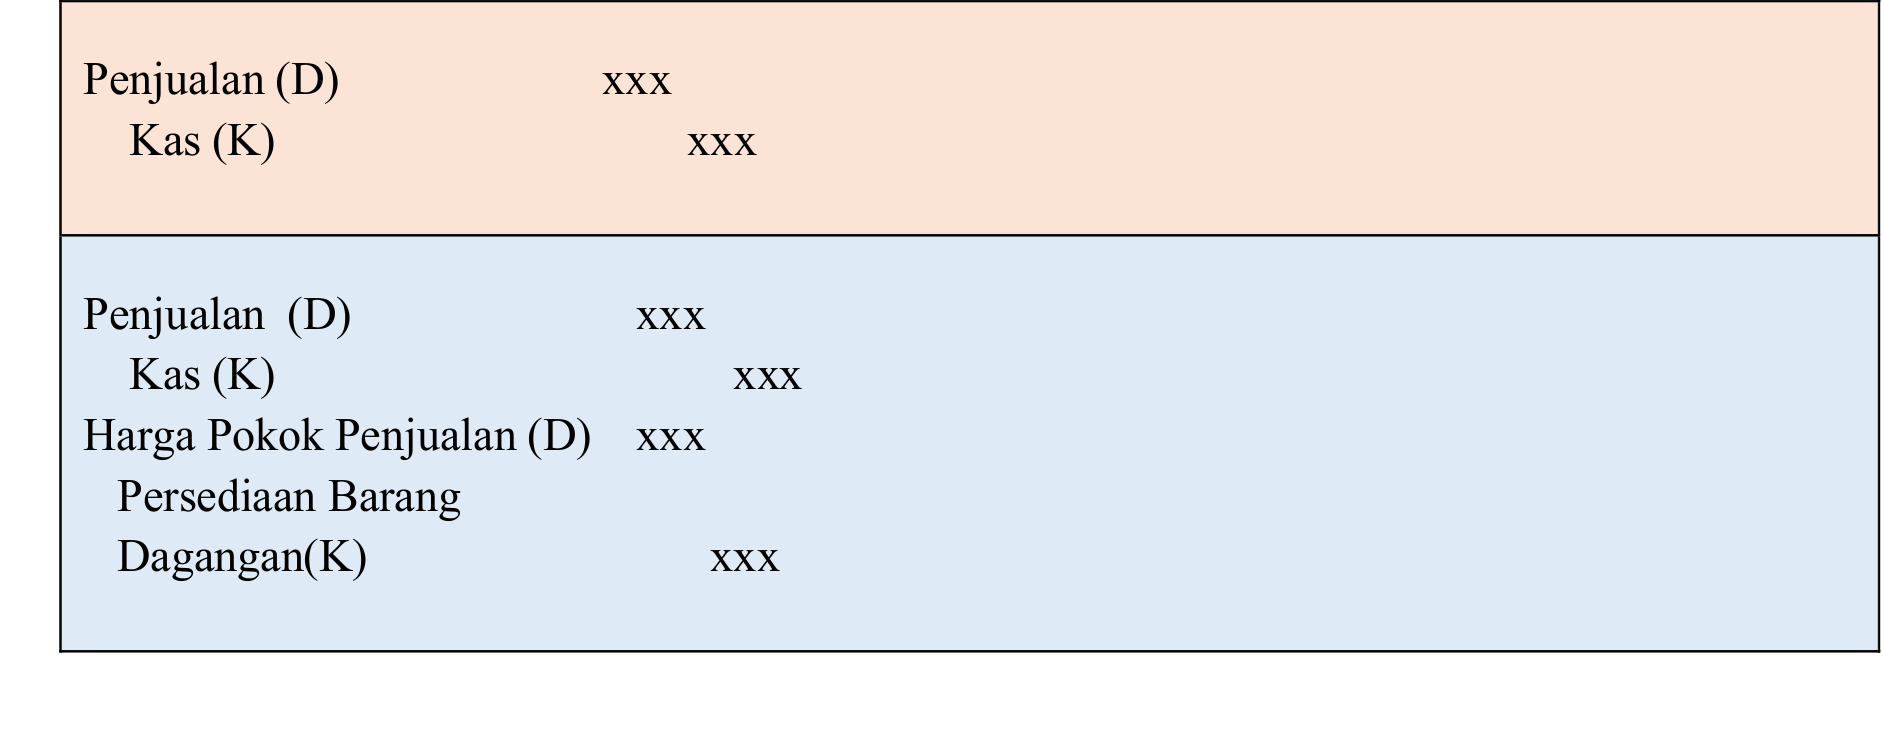 Penjualan (D) xxx
Kas (K) xxx
Penjualan (D) xxx
Kas (K) xxx
Harga Pokok Penjualan (D) xxx
Persediaan Barang
Dagangan(K) xxx